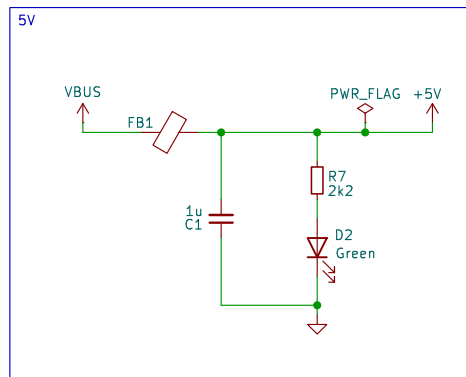 5V
VBUS
PWR_FLAG
+5V
FB1
R7
2k2
1u
C1
D2
Green